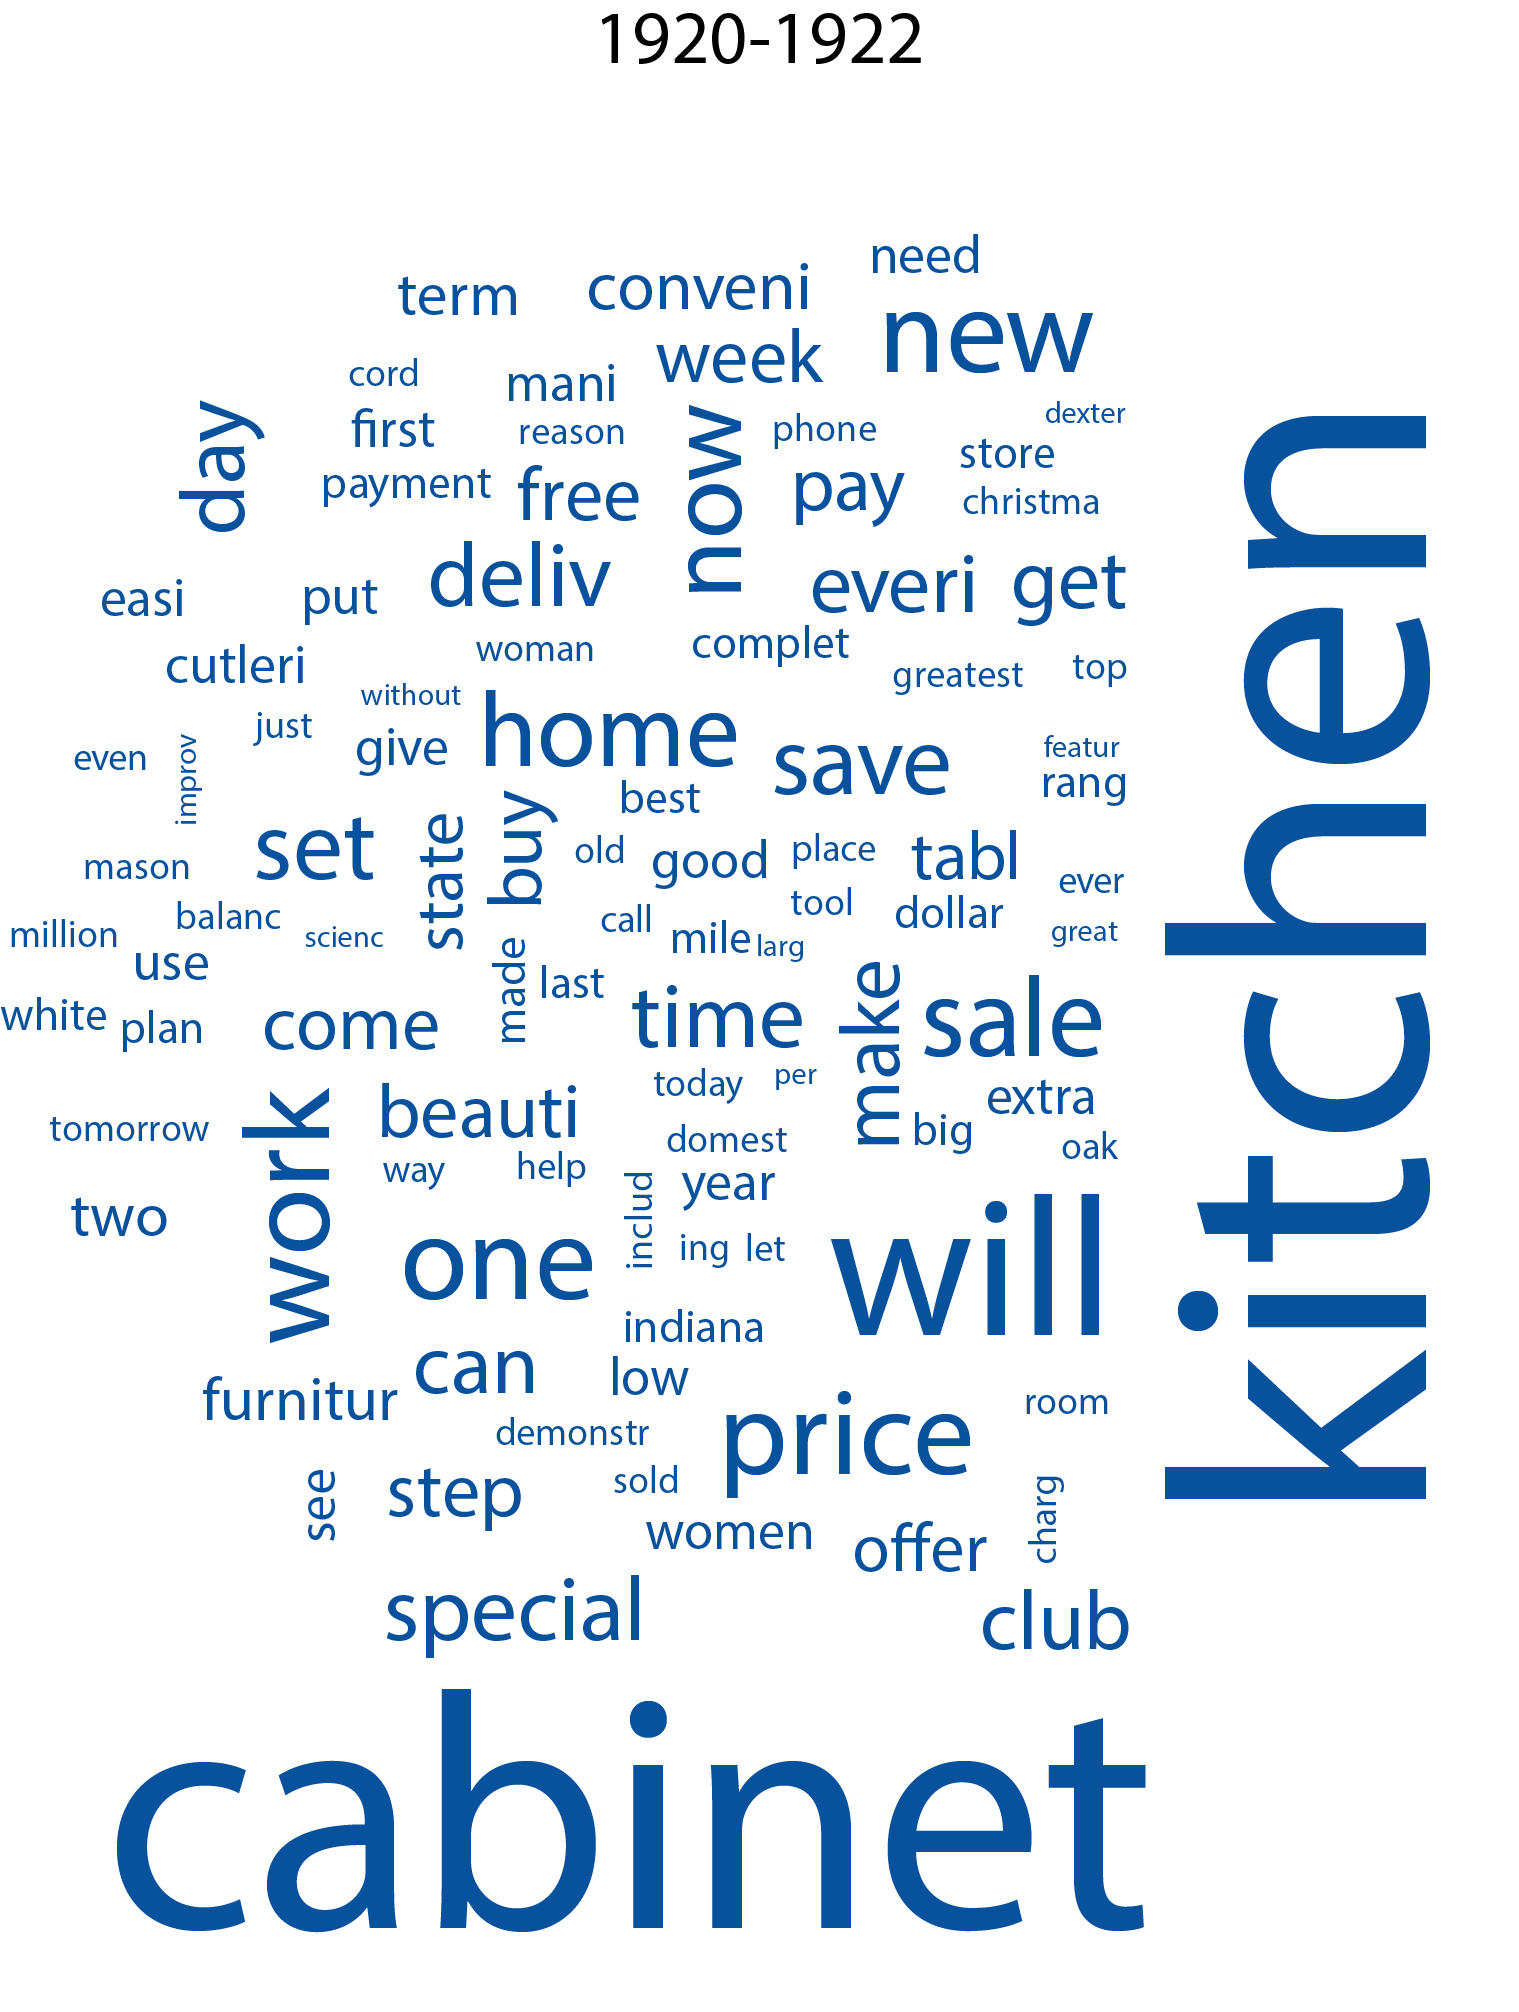 1920-1922
need
term
conveni
new
week
cord
mani
day
first
reason
now
phone
dexter
store
payment
free
pay
christma
kitchen
deliv
everi
get
easi
put
woman
complet
cutleri
greatest
top
without
home
just
give
save
featur
even
improv
rang
best
buy
set
state
old
good
place
tabl
mason
ever
tool
balanc
call
dollar
million
scienc
mile
larg
great
use
made
last
make
white
plan
come
time
sale
today
per
extra
tomorrow
work
beauti
domest
big
oak
way
help
includ
year
two
one
ing
let
will
indiana
can
low
furnitur
price
room
demonstr
see
step
sold
charg
women
offer
special
club
cabinet